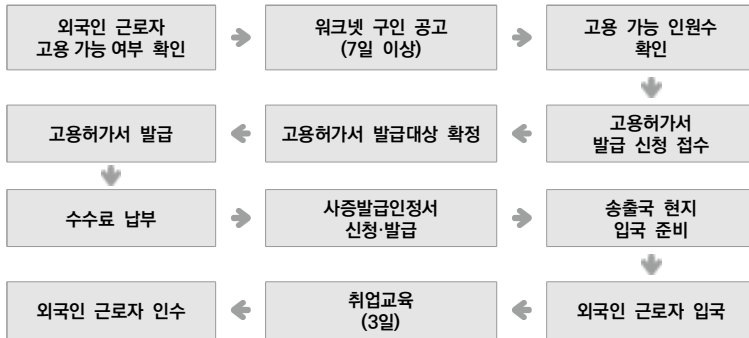 외국인 근로자
고용 가능 여부 확인
워크넷 구인 공고
(7일 이상)
고용 가능 인원수
확인
고용허가서
발급 신청 접수
고용허가서 발급대상 확정
고용허가서 발급
수수료 납부
사증발급인정서
신청·발급
송출국 현지
입국 준비
외국인 근로자 입국
취업교육
(3일)
외국인 근로자 인수